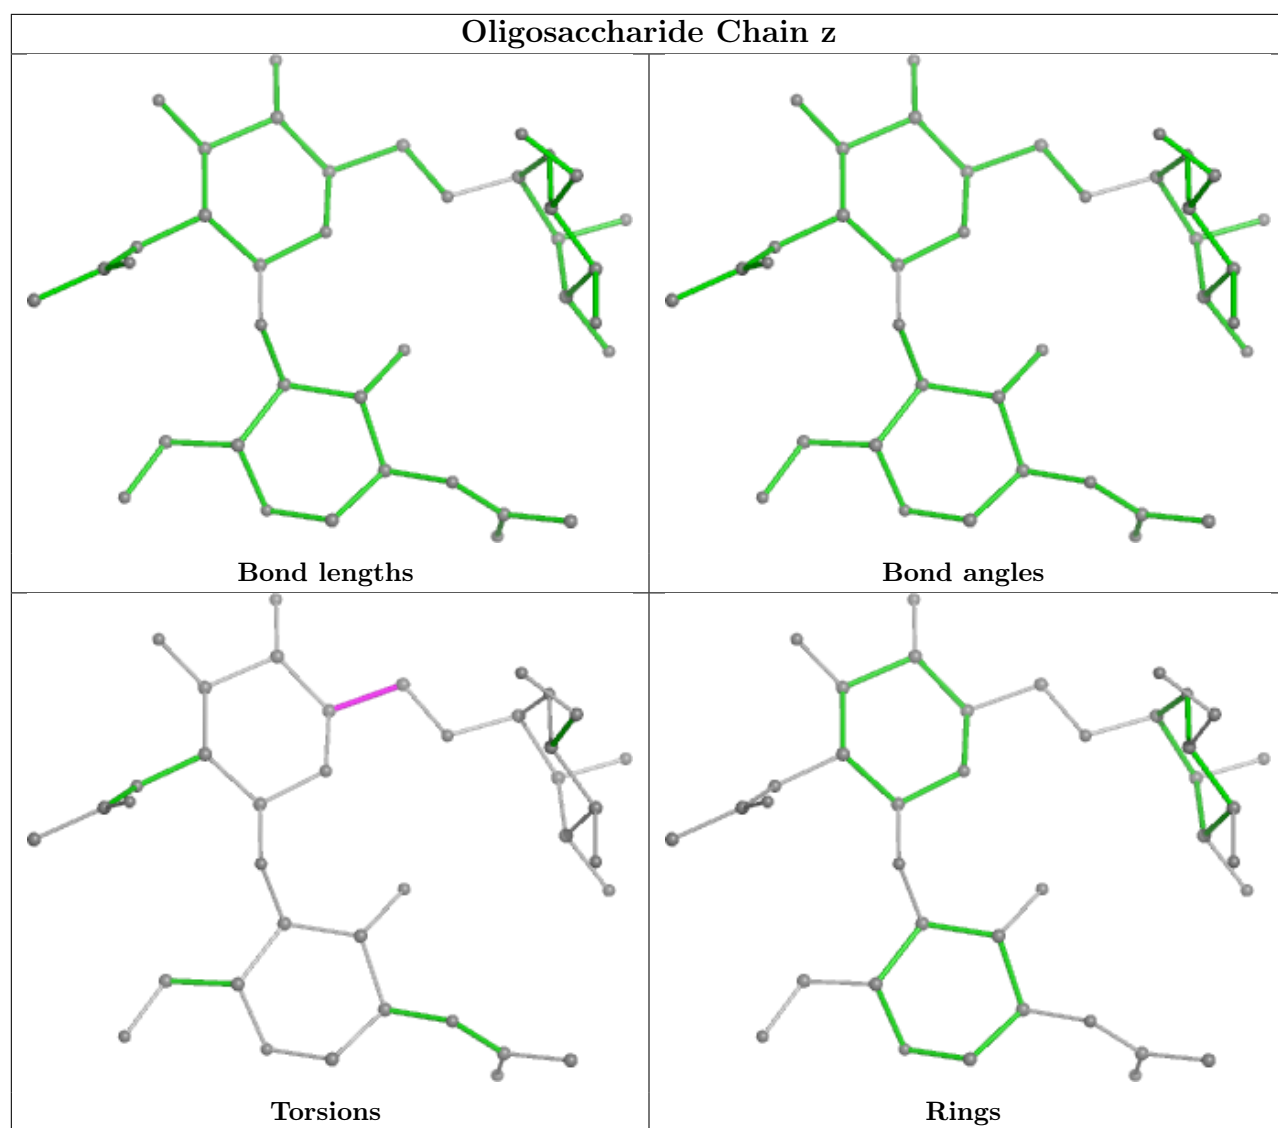 Oligosaccharide Chain z
Bond lengths
Bond angles
Torsions
Rings